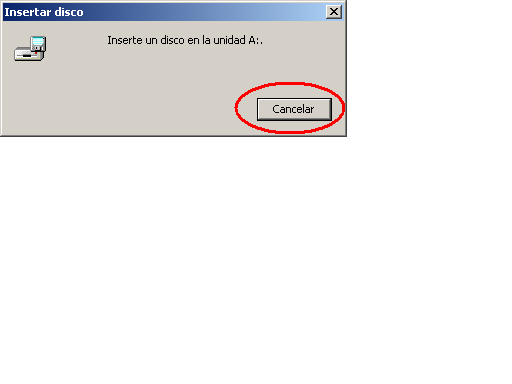 Insertar disco
Inserte un disco en la unidad A:.
Cancelar